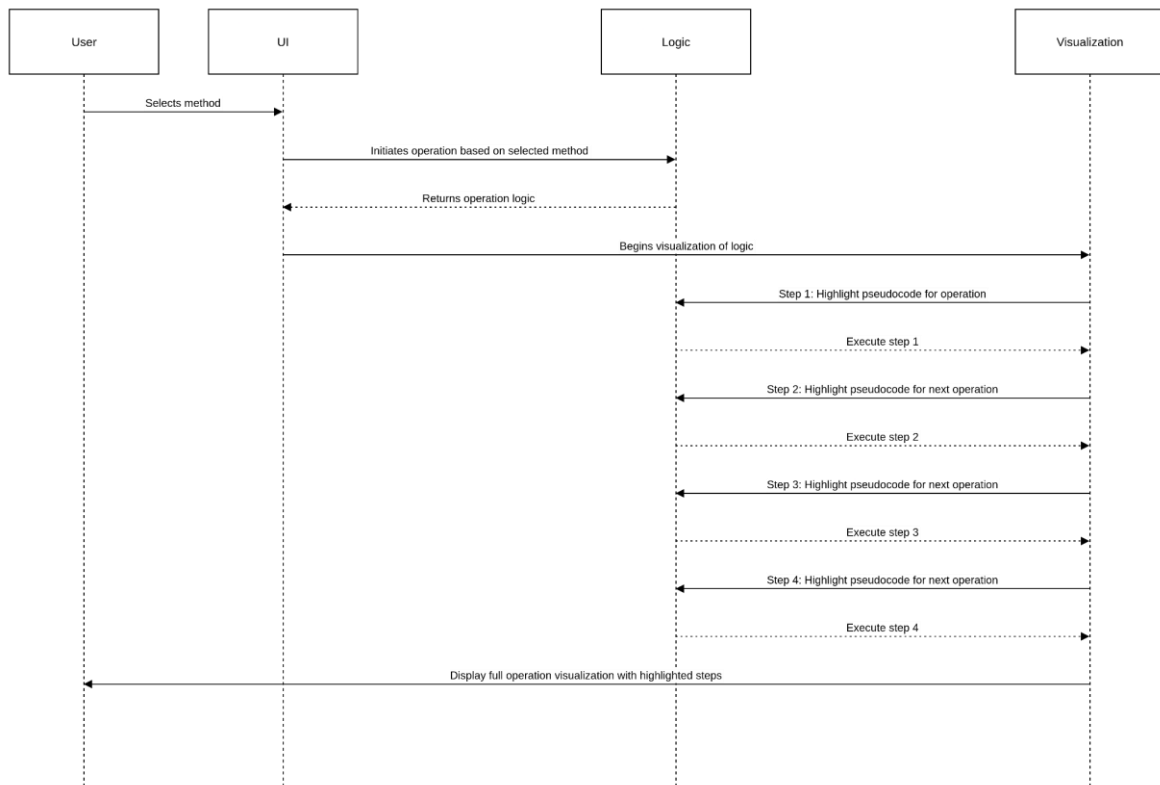 User
UI
Logic
Visualization
Selects method
Initiates operation based on selected method
Returns operation logic
Begins visualization of logic
Step 1: Highlight pseudocode for operation
Execute step 1
Step 2: Highlight pseudocode for next operation
Execute step 2
Step 3: Highlight pseudocode for next operation
Execute step 3
Step 4: Highlight pseudocode for next operation
Execute step 4
Display full operation visualization with highlighted steps